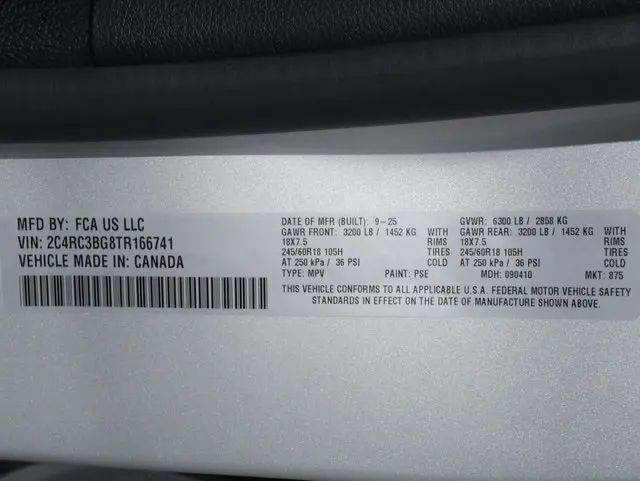 MFD BY: FCA US LLC
VIN: 2C4RC3BG8TR166741
VEHICLE MADE IN: CANADA
DATE OF MFR (BUILT): 9-25 GVWR: 6300 LB / 2858 KG
GAWR FRONT: 3200 LB / 1452 KG WITH GAWR REAR: 3200 LB / 1452 KG WITH
18X7.5 RIMS 18X7.5 RIMS
245/60R18 105H TIRES 245/60R18 105H TIRES
AT 250 kPa / 36 PSI COLD AT 250 kPa / 36 PSI COLD
TYPE: MPV PAINT: PSE MDH: 090410 MKT: 875
THIS VEHICLE CONFORMS TO ALL APPLICABLE U.S.A. FEDERAL MOTOR VEHICLE SAFETY
STANDARDS IN EFFECT ON THE DATE OF MANUFACTURE SHOWN ABOVE.